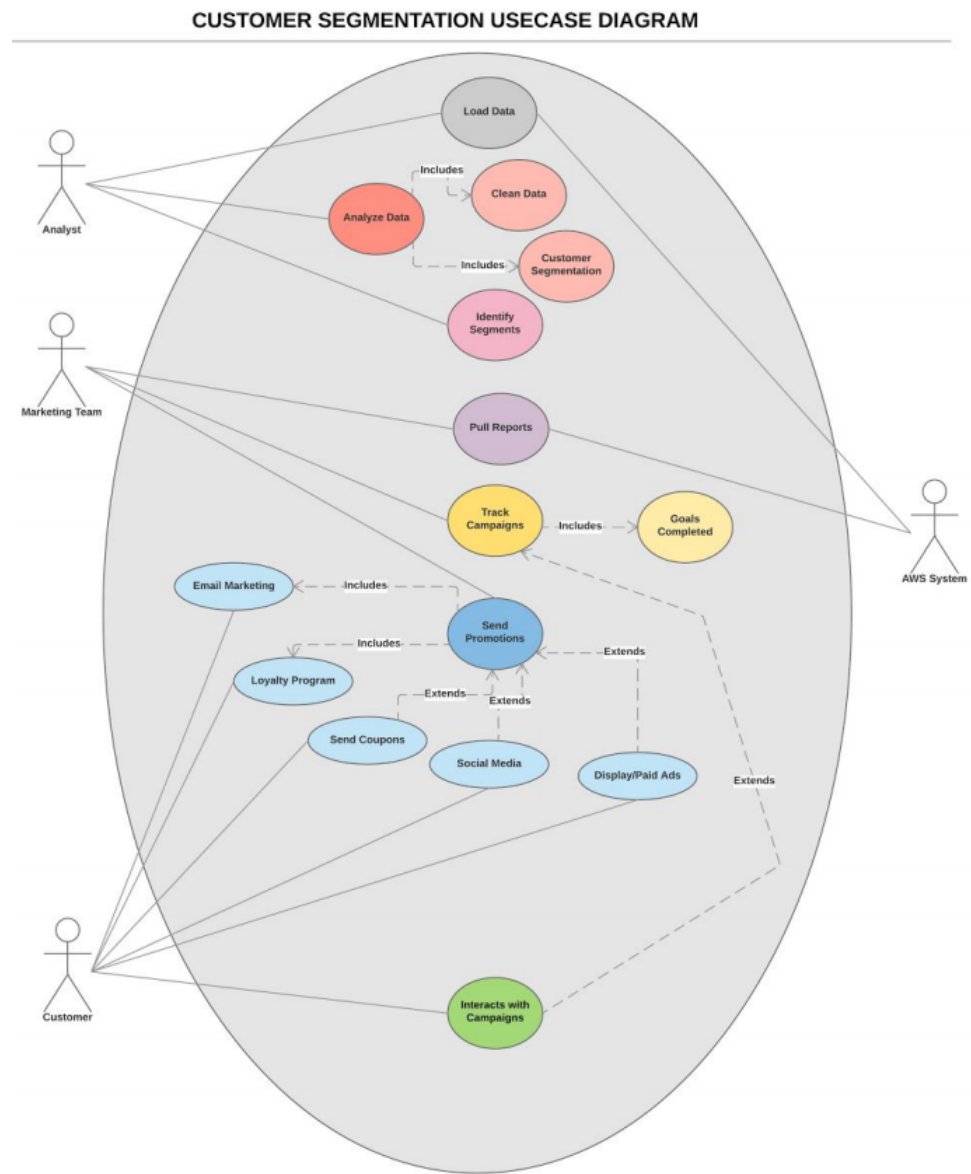 CUSTOMER SEGMENTATION USECASE DIAGRAM
Load Data
Includes
Clean Data
Analyze Data
Analyst
Includes
Customer
Segmentation
Identify
Segments
Marketing Team
Pull Reports
Track
Campaigns
Includes
Goals
Completed
AWS System
Email Marketing
Includes
Send
Promotions
Includes
Extends
Loyalty Program
Extends
Extends
Send Coupons
Social Media
Display/Paid Ads
Extends
Customer
Interacts with
Campaigns